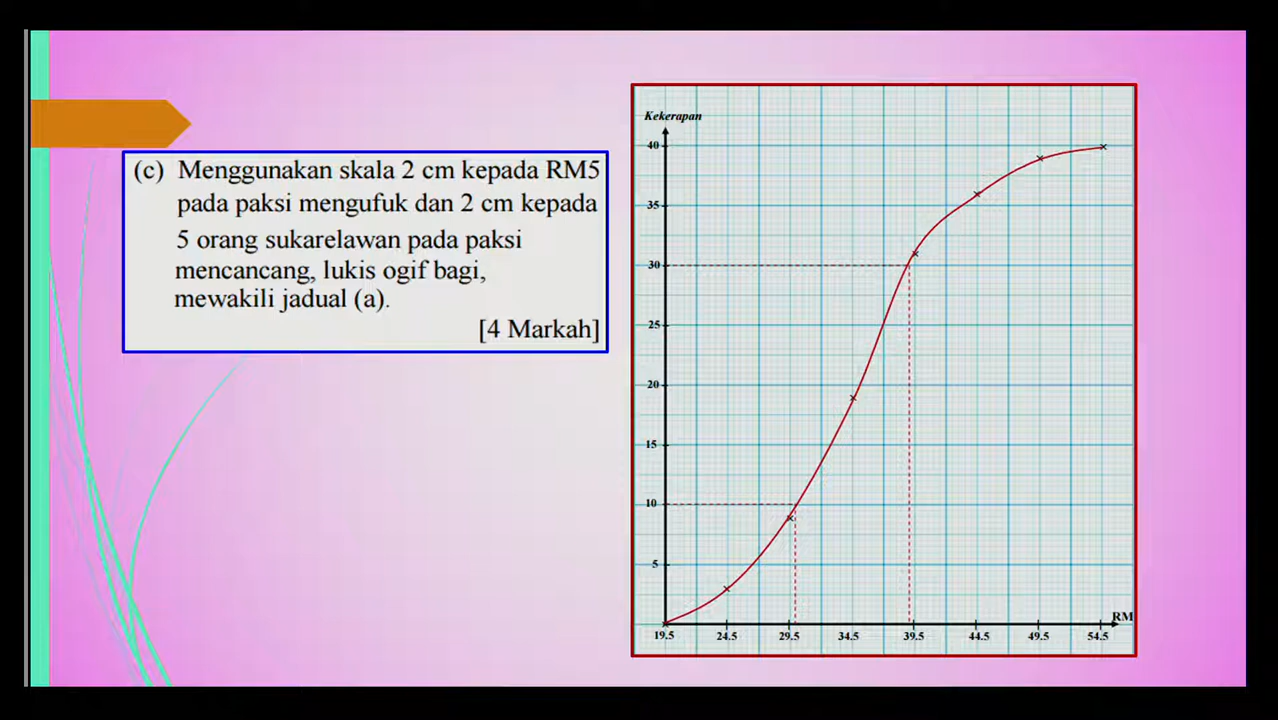 (c) Menggunakan skala 2 cm kepada RM5
pada paksi mengufuk dan 2 cm kepada
5 orang sukarelawan pada paksi
mencancang, lukis ogif bagi,
mewakili jadual (a).
[4 Markah]
Kekerapan
40
35
30
25
20
15
10
5
RM
19.5 24.5 29.5 34.5 39.5 44.5 49.5 54.5